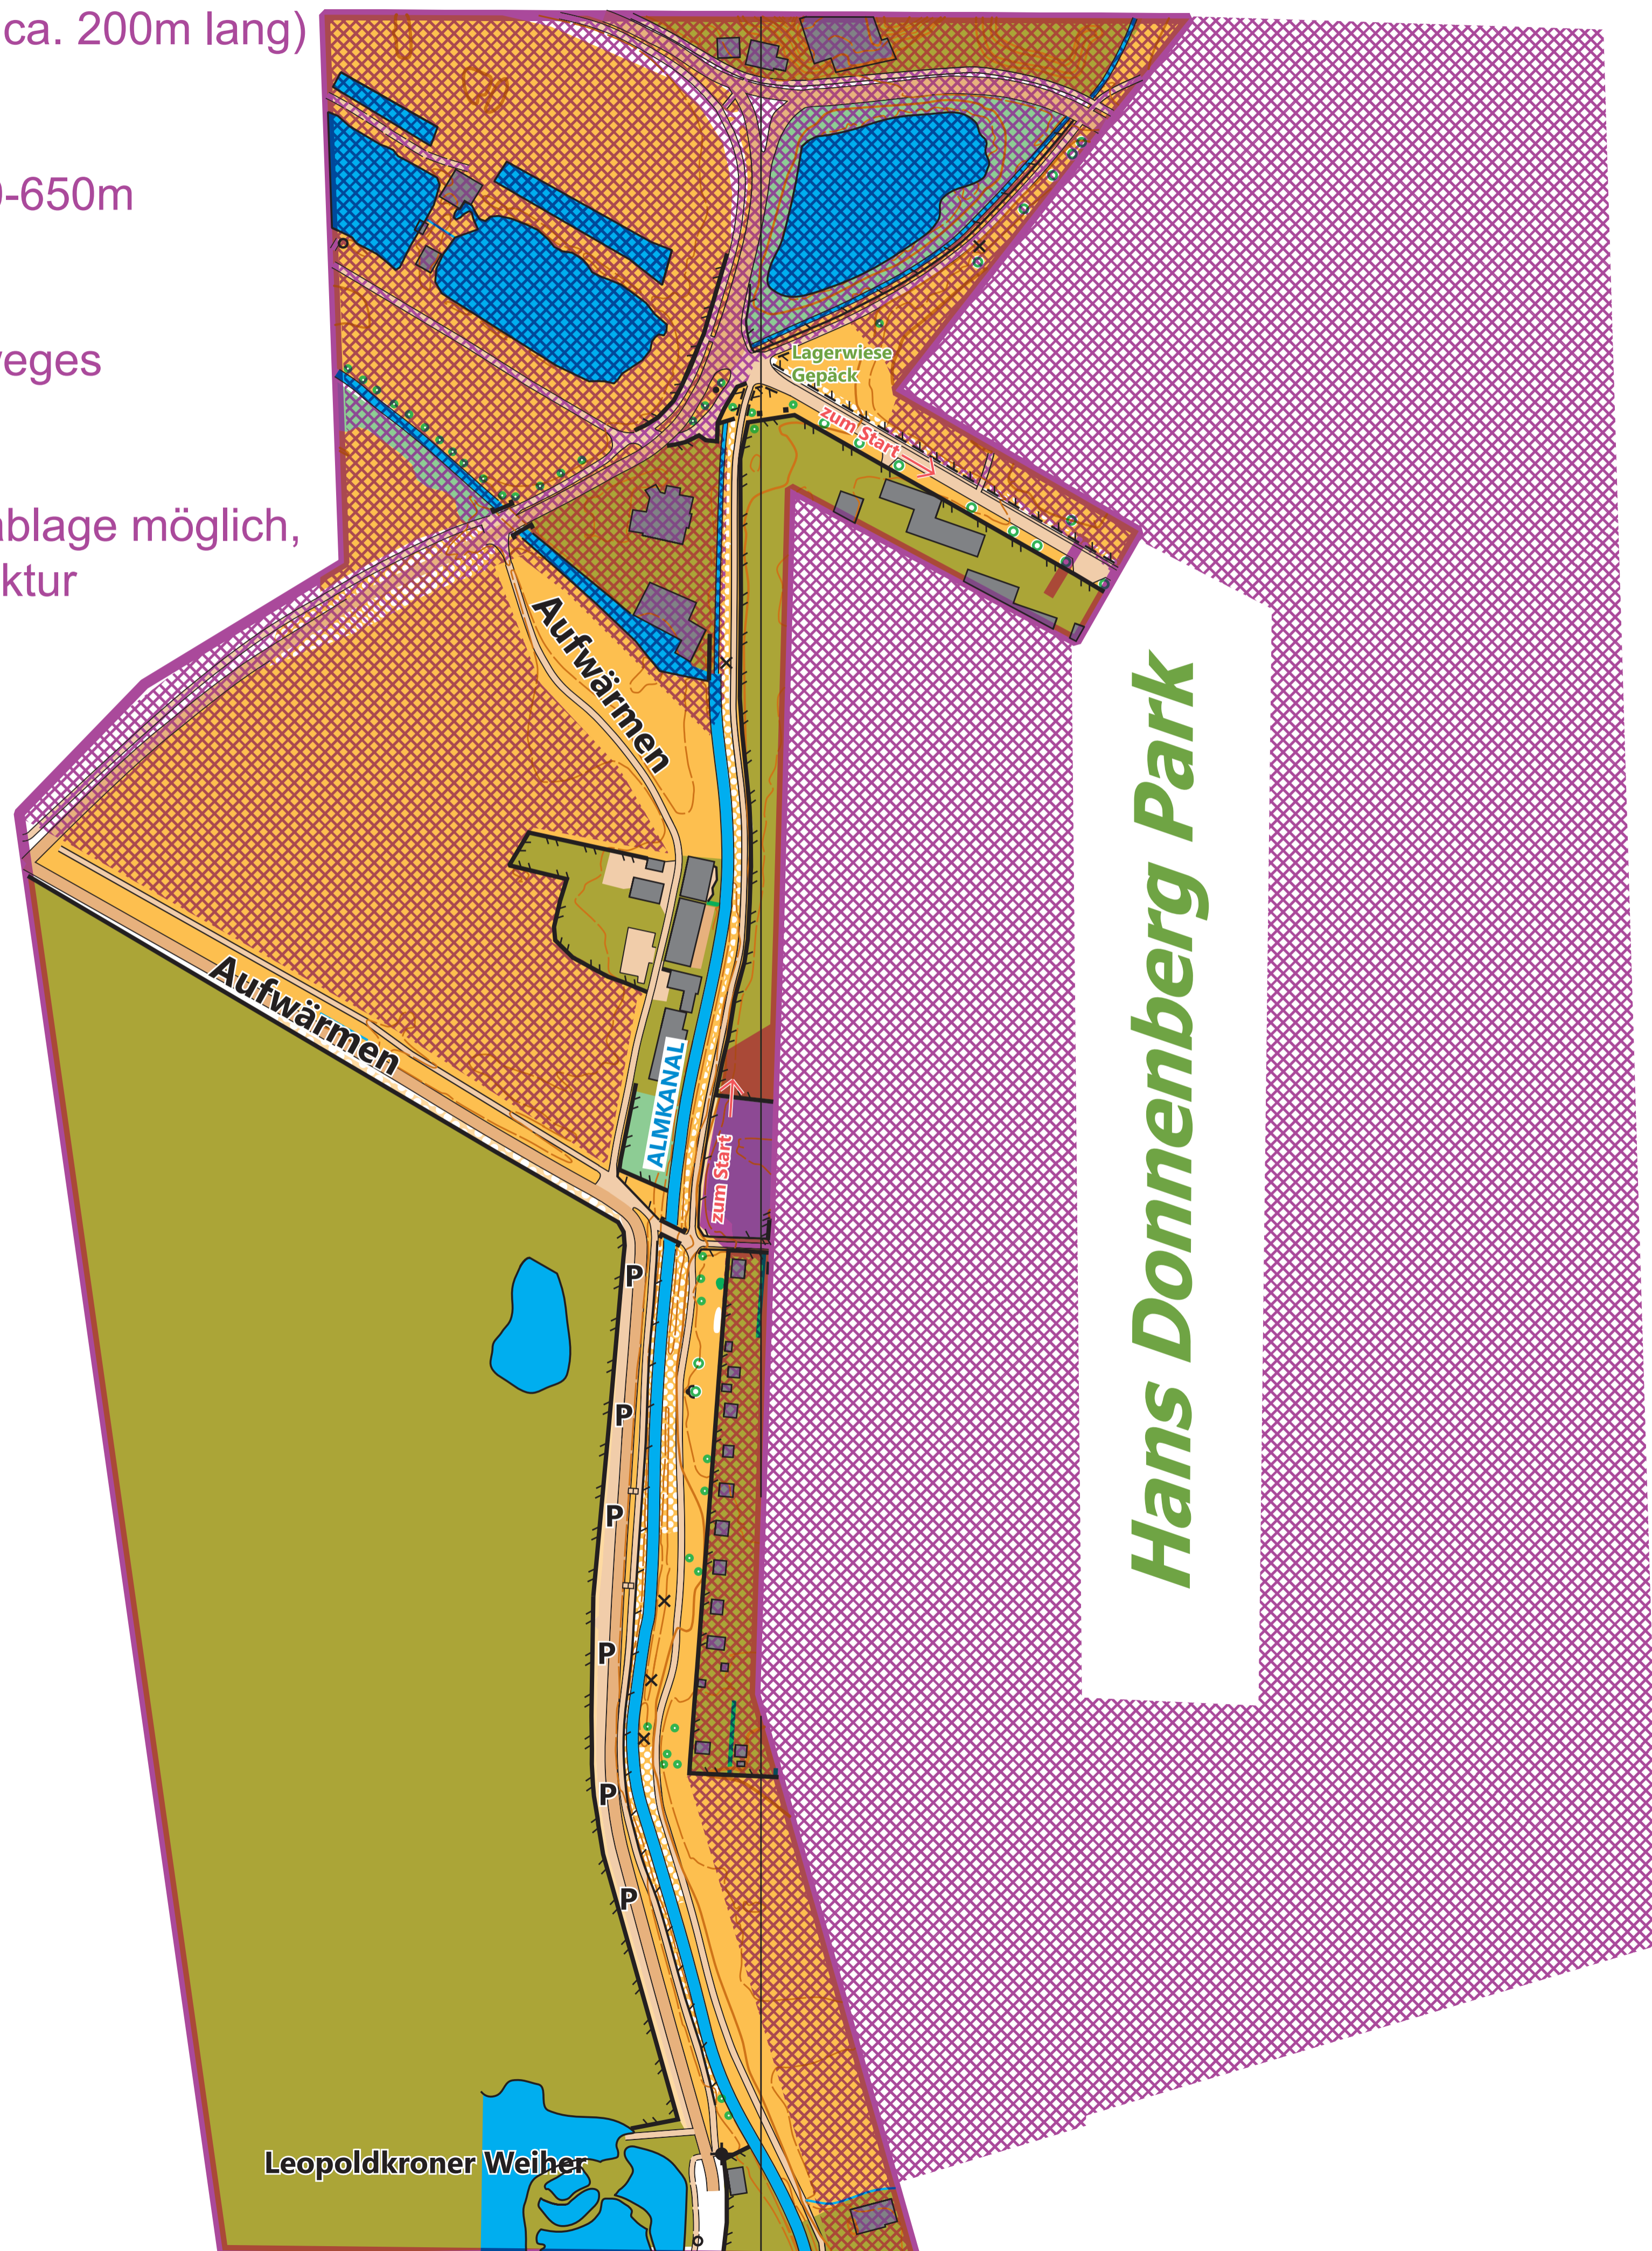 ca. 200m lang)
-650m
eges
ablage möglich,
ktur
Lagerwiese
Gepäck
zum Start
Aufwärmen
Aufwärmen
ALMKANAL
zum Start
Hans Donnenberg Park
P
P
P
P
P
P
Leopoldkroner Weiher